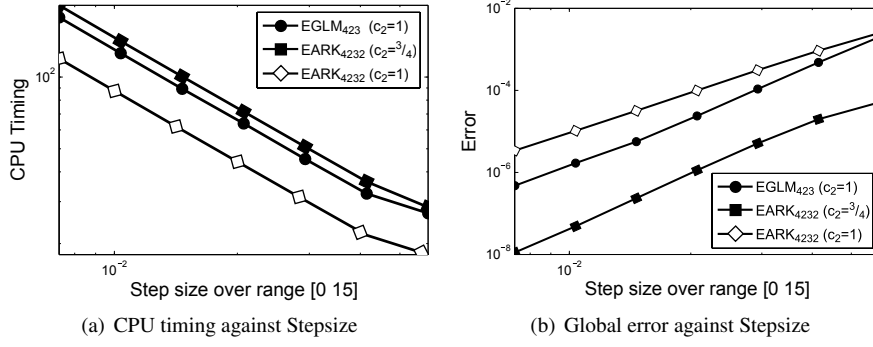 CPU Timing
10²
EGLM₄₂₃ (c₂=1)
EARK₄₂₃₂ (c₂=³/₄)
EARK₄₂₃₂ (c₂=1)
10⁻²
Step size over range [0 15]
(a) CPU timing against Stepsize
Error
10⁻²
10⁻⁴
10⁻⁶
10⁻⁸
EGLM₄₂₃ (c₂=1)
EARK₄₂₃₂ (c₂=³/₄)
EARK₄₂₃₂ (c₂=1)
10⁻²
Step size over range [0 15]
(b) Global error against Stepsize